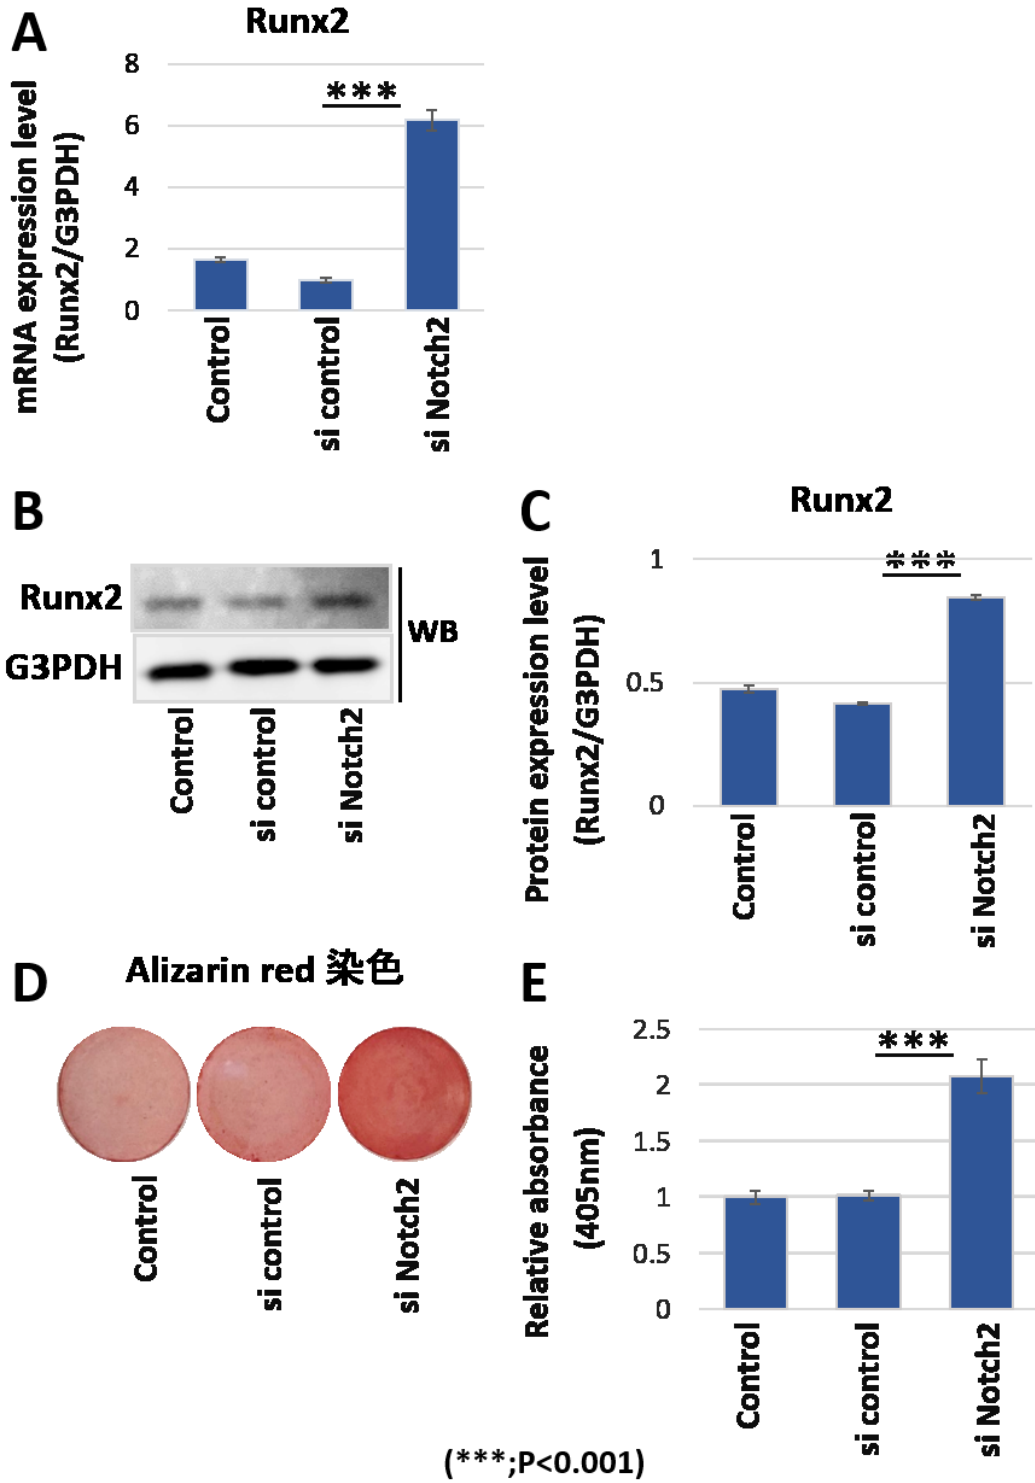 A
Runx2
mRNA expression level
(Runx2/G3PDH)
8
6
4
2
0
***
Control
si control
si Notch2
B
Runx2
G3PDH
WB
Control
si control
si Notch2
C
Runx2
Protein expression level
(Runx2/G3PDH)
1
0.5
0
***
Control
si control
si Notch2
D
Alizarin red 染色
Control
si control
si Notch2
E
Relative absorbance
(405nm)
2.5
2
1.5
1
0.5
0
***
Control
si control
si Notch2
(***;P<0.001)